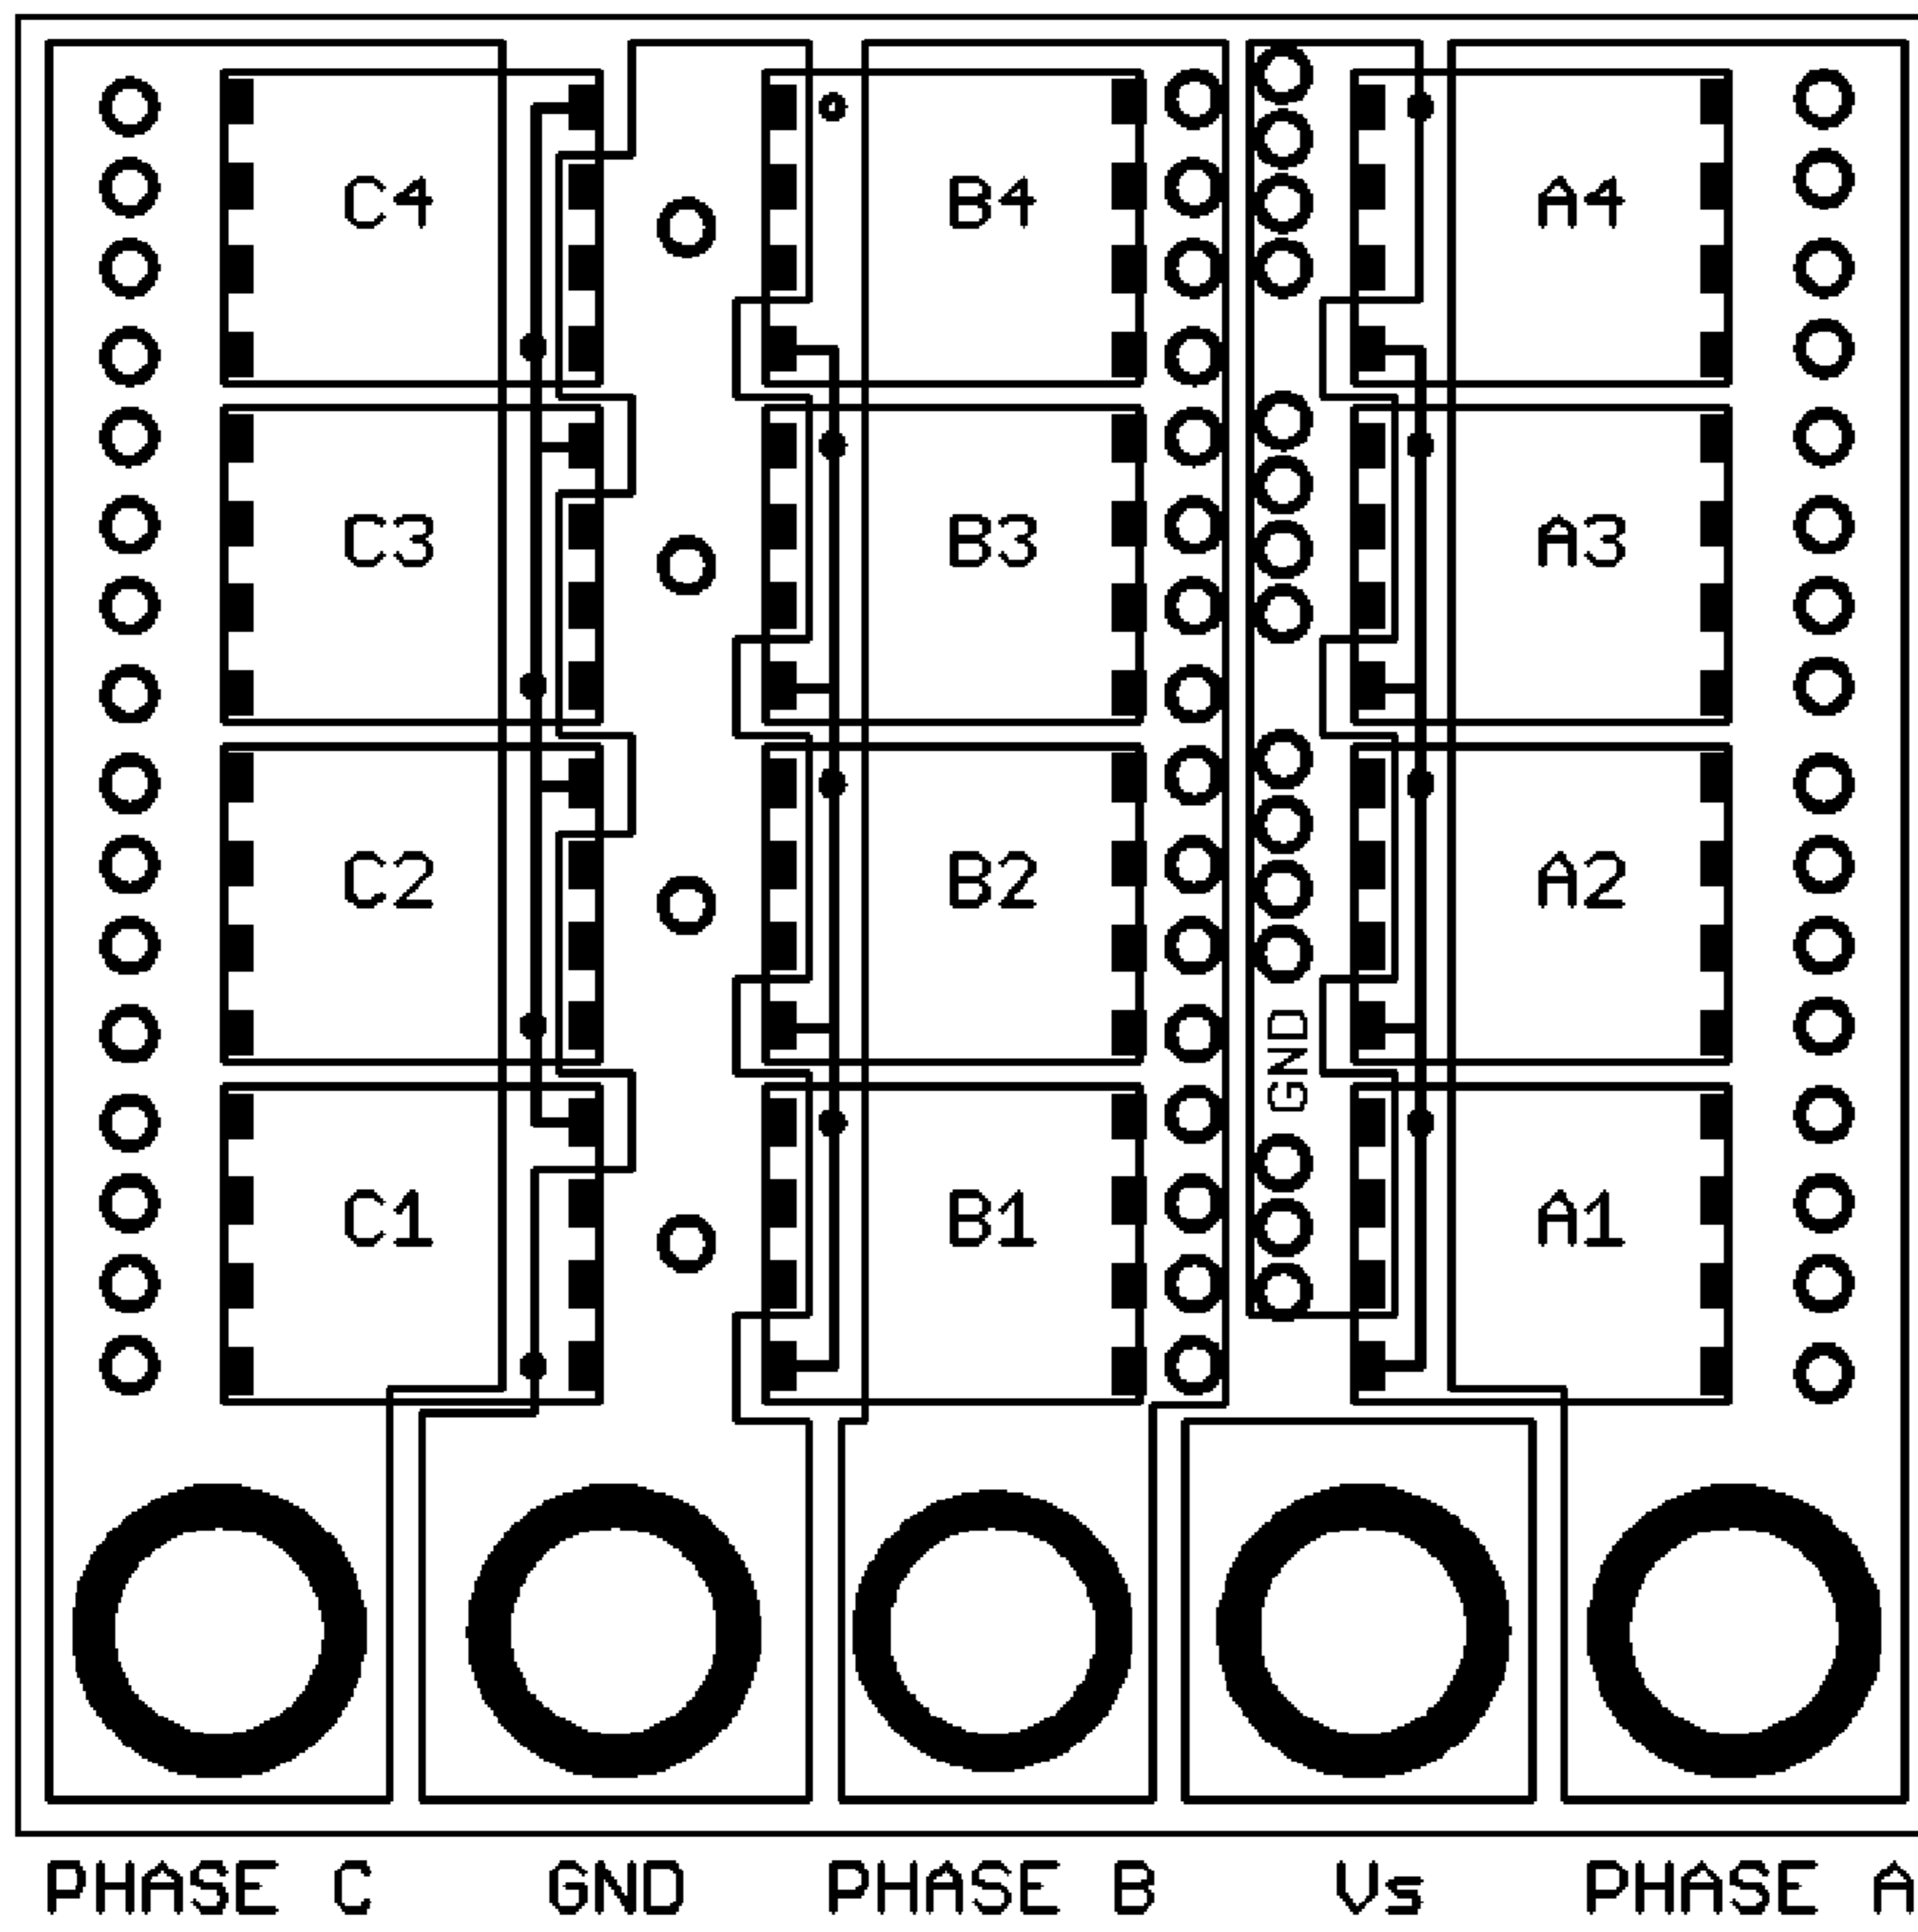 C4 B4 A4
C3 B3 A3
C2 B2 A2
GND
C1 B1 A1
PHASE C GND PHASE B Vs PHASE A